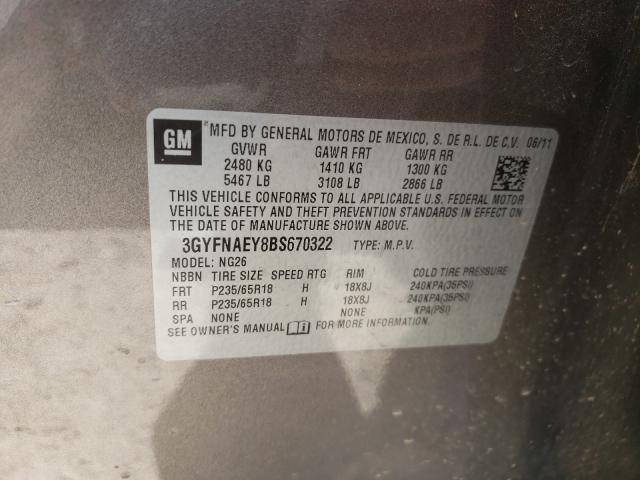 GM MFD BY GENERAL MOTORS DE MEXICO, S. DE R.L. DE C.V. 06/11
GVWR GAWR FRT GAWR RR
2480 KG 1410 KG 1300 KG
5467 LB 3108 LB 2866 LB
THIS VEHICLE CONFORMS TO ALL APPLICABLE U.S. FEDERAL MOTOR
VEHICLE SAFETY AND THEFT PREVENTION STANDARDS IN EFFECT ON
THE DATE OF MANUFACTURE SHOWN ABOVE.
3GYFNAEY8BS670322 TYPE: M.P.V.
MODEL: NG26
NBBN TIRE SIZE SPEED RTG RIM COLD TIRE PRESSURE
FRT P235/65R18 H 18X8J 240KPA(35PSI)
RR P235/65R18 H 18X8J 240KPA(35PSI)
SPA NONE NONE KPA(PSI)
SEE OWNER'S MANUAL FOR MORE INFORMATION.